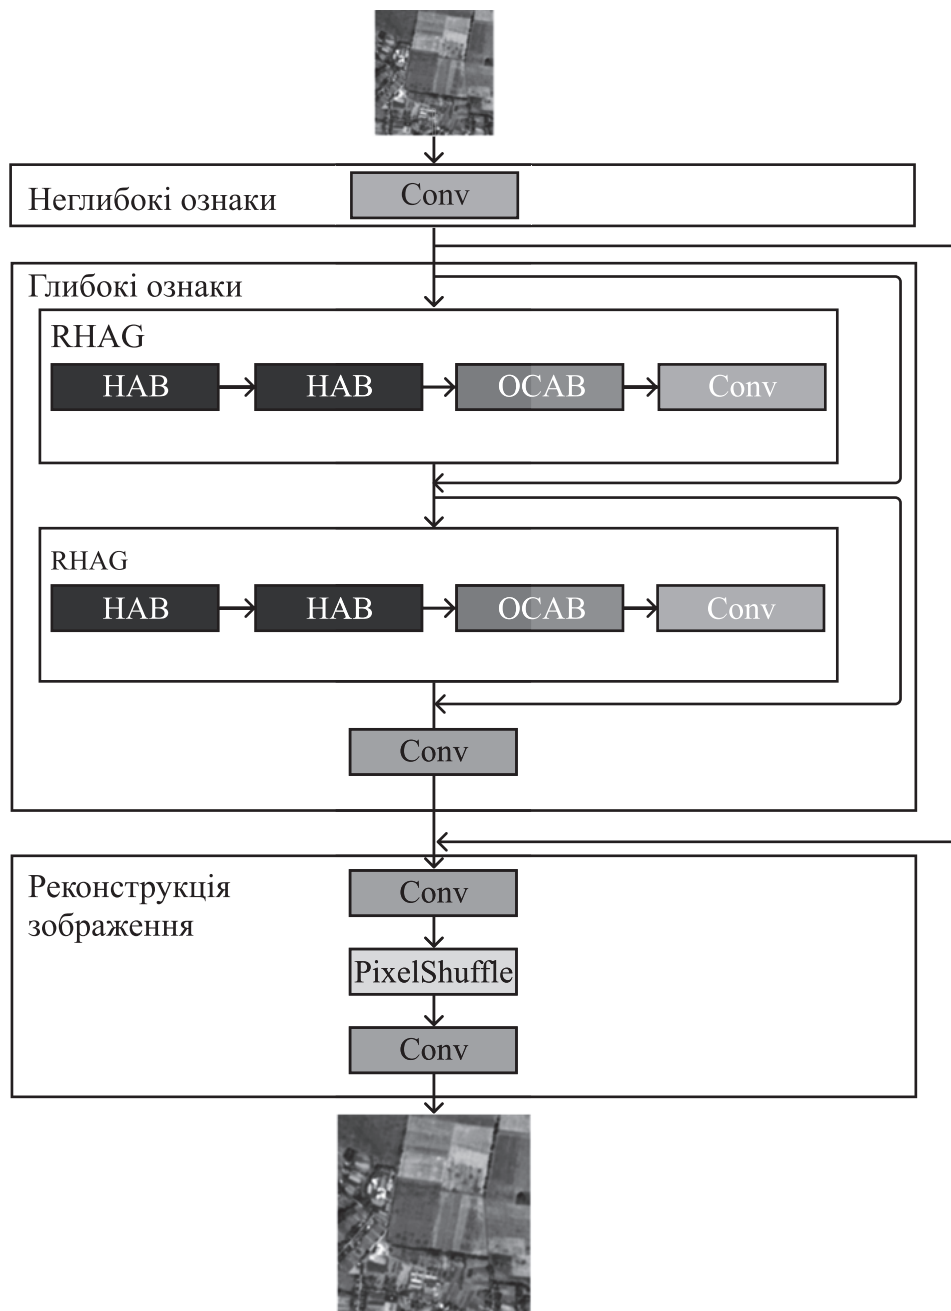 Неглибокі ознаки
Conv
Глибокі ознаки
RHAG
HAB HAB OCAB Conv
RHAG
HAB HAB OCAB Conv
Conv
Реконструкція
зображення
Conv
PixelShuffle
Conv